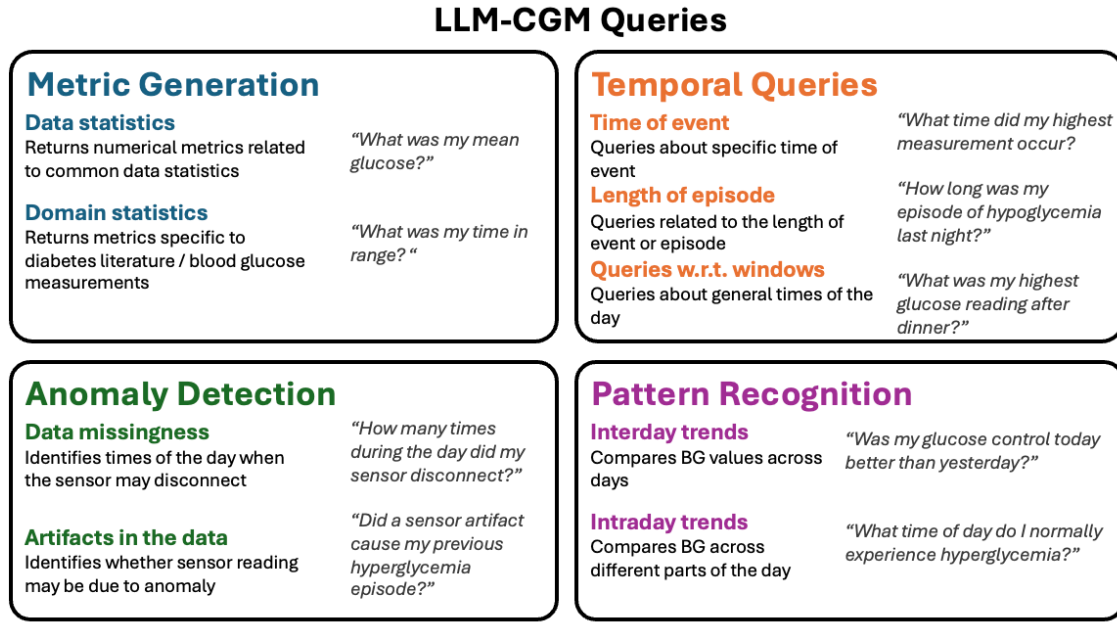 LLM-CGM Queries
Metric Generation
Data statistics
Returns numerical metrics related
to common data statistics
“What was my mean
glucose?”
Domain statistics
Returns metrics specific to
diabetes literature / blood glucose
measurements
“What was my time in
range? “
Temporal Queries
Time of event
Queries about specific time of
event
“What time did my highest
measurement occur?
Length of episode
Queries related to the length of
event or episode
“How long was my
episode of hypoglycemia
last night?”
Queries w.r.t. windows
Queries about general times of the
day
“What was my highest
glucose reading after
dinner?”
Anomaly Detection
Data missingness
Identifies times of the day when
the sensor may disconnect
“How many times
during the day did my
sensor disconnect?”
Artifacts in the data
Identifies whether sensor reading
may be due to anomaly
“Did a sensor artifact
cause my previous
hyperglycemia
episode?”
Pattern Recognition
Interday trends
Compares BG values across
days
“Was my glucose control today
better than yesterday?”
Intraday trends
Compares BG across
different parts of the day
“What time of day do I normally
experience hyperglycemia?”